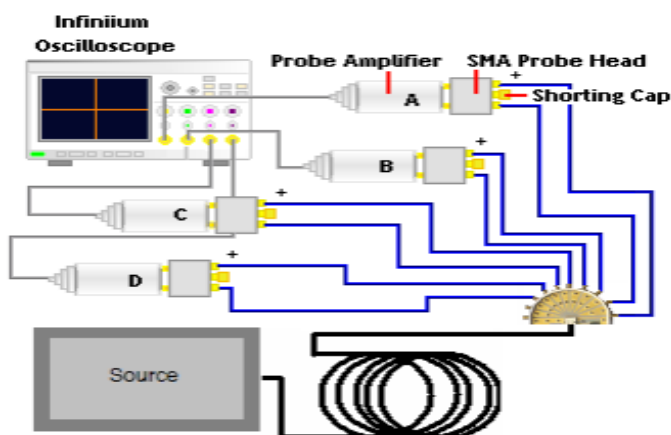 Infiniium
Oscilloscope
Probe Amplifier
SMA Probe Head
+
A
Shorting Cap
B
+
+
C
+
D
Source